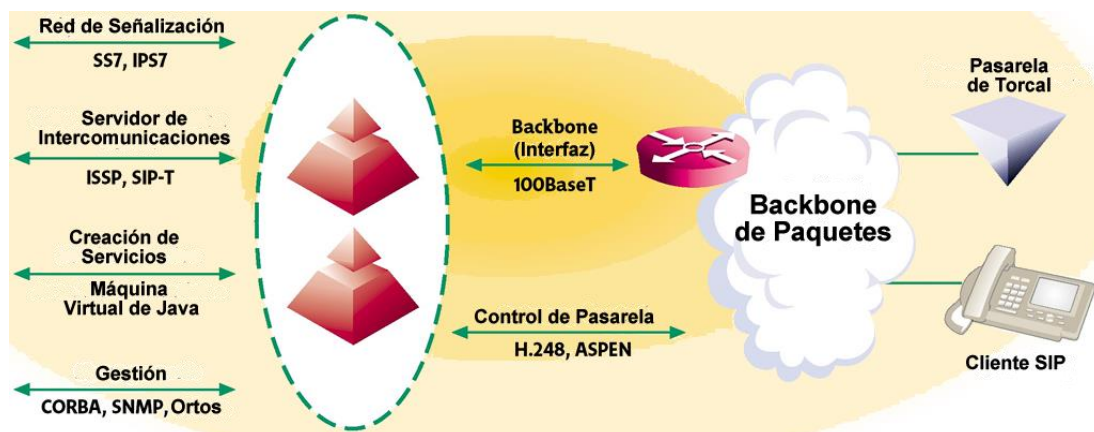 Red de Señalización
SS7, IPS7
Servidor de
Intercomunicaciones
ISSP, SIP-T
Creación de
Servicios
Máquina
Virtual de Java
Gestión
CORBA, SNMP, Ortos
Backbone
(Interfaz)
100BaseT
Control de Pasarela
H.248, ASPEN
Backbone
de Paquetes
Pasarela
de Torcal
Cliente SIP